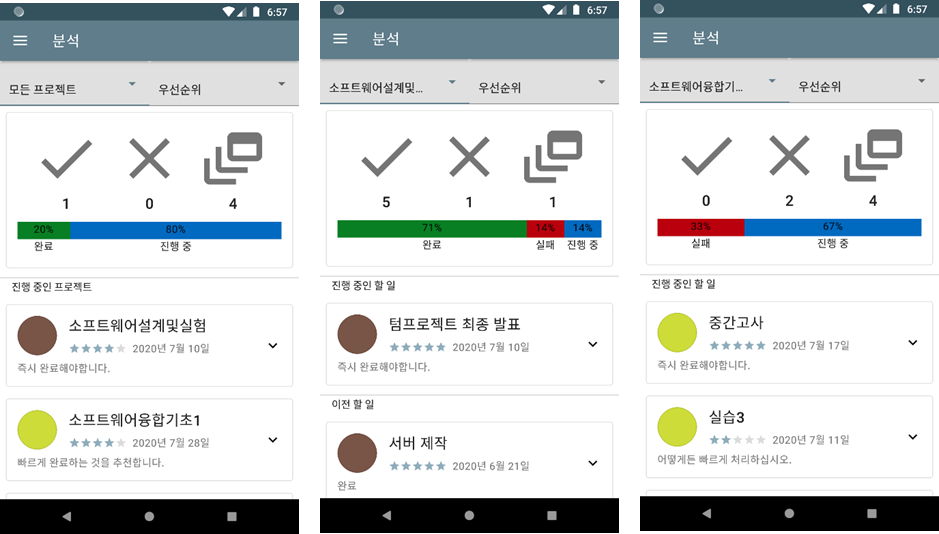 6:57
분석
모든 프로젝트
우선순위
1
0
4
20%
80%
완료
진행 중
진행 중인 프로젝트
소프트웨어설계및실험
2020년 7월 10일
즉시 완료해야합니다.
소프트웨어융합기초1
2020년 7월 28일
빠르게 완료하는 것을 추천합니다.
6:57
분석
소프트웨어설계및...
우선순위
5
1
1
71%
14%
14%
완료
실패
진행 중
진행 중인 할 일
텀프로젝트 최종 발표
2020년 7월 10일
즉시 완료해야합니다.
이전 할 일
서버 제작
2020년 6월 21일
완료
6:57
분석
소프트웨어융합기...
우선순위
0
2
4
33%
67%
실패
진행 중
진행 중인 할 일
중간고사
2020년 7월 17일
즉시 완료해야합니다.
실습3
2020년 7월 11일
어떻게든 빠르게 처리하십시오.